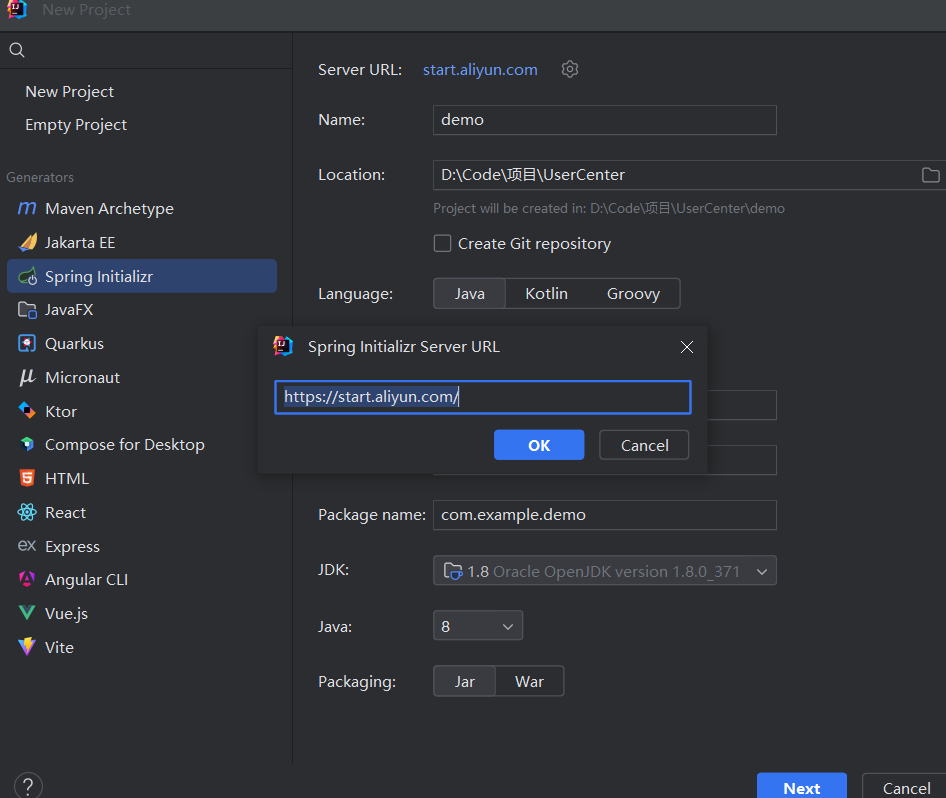 New Project
New Project
Empty Project
Generators
Maven Archetype
Jakarta EE
Spring Initializr
JavaFX
Quarkus
Micronaut
Ktor
Compose for Desktop
HTML
React
ex Express
Angular CLI
Vue.js
Vite
?
Server URL: start.aliyun.com
Name: demo
Location: D:\Code\项目\UserCenter
Project will be created in: D:\Code\项目\UserCenter\demo
Create Git repository
Language: Java Kotlin Groovy
Spring Initializr Server URL
https://start.aliyun.com/
OK Cancel
Package name: com.example.demo
JDK: 1.8 Oracle OpenJDK version 1.8.0_371
Java: 8
Packaging: Jar War
Next Cancel